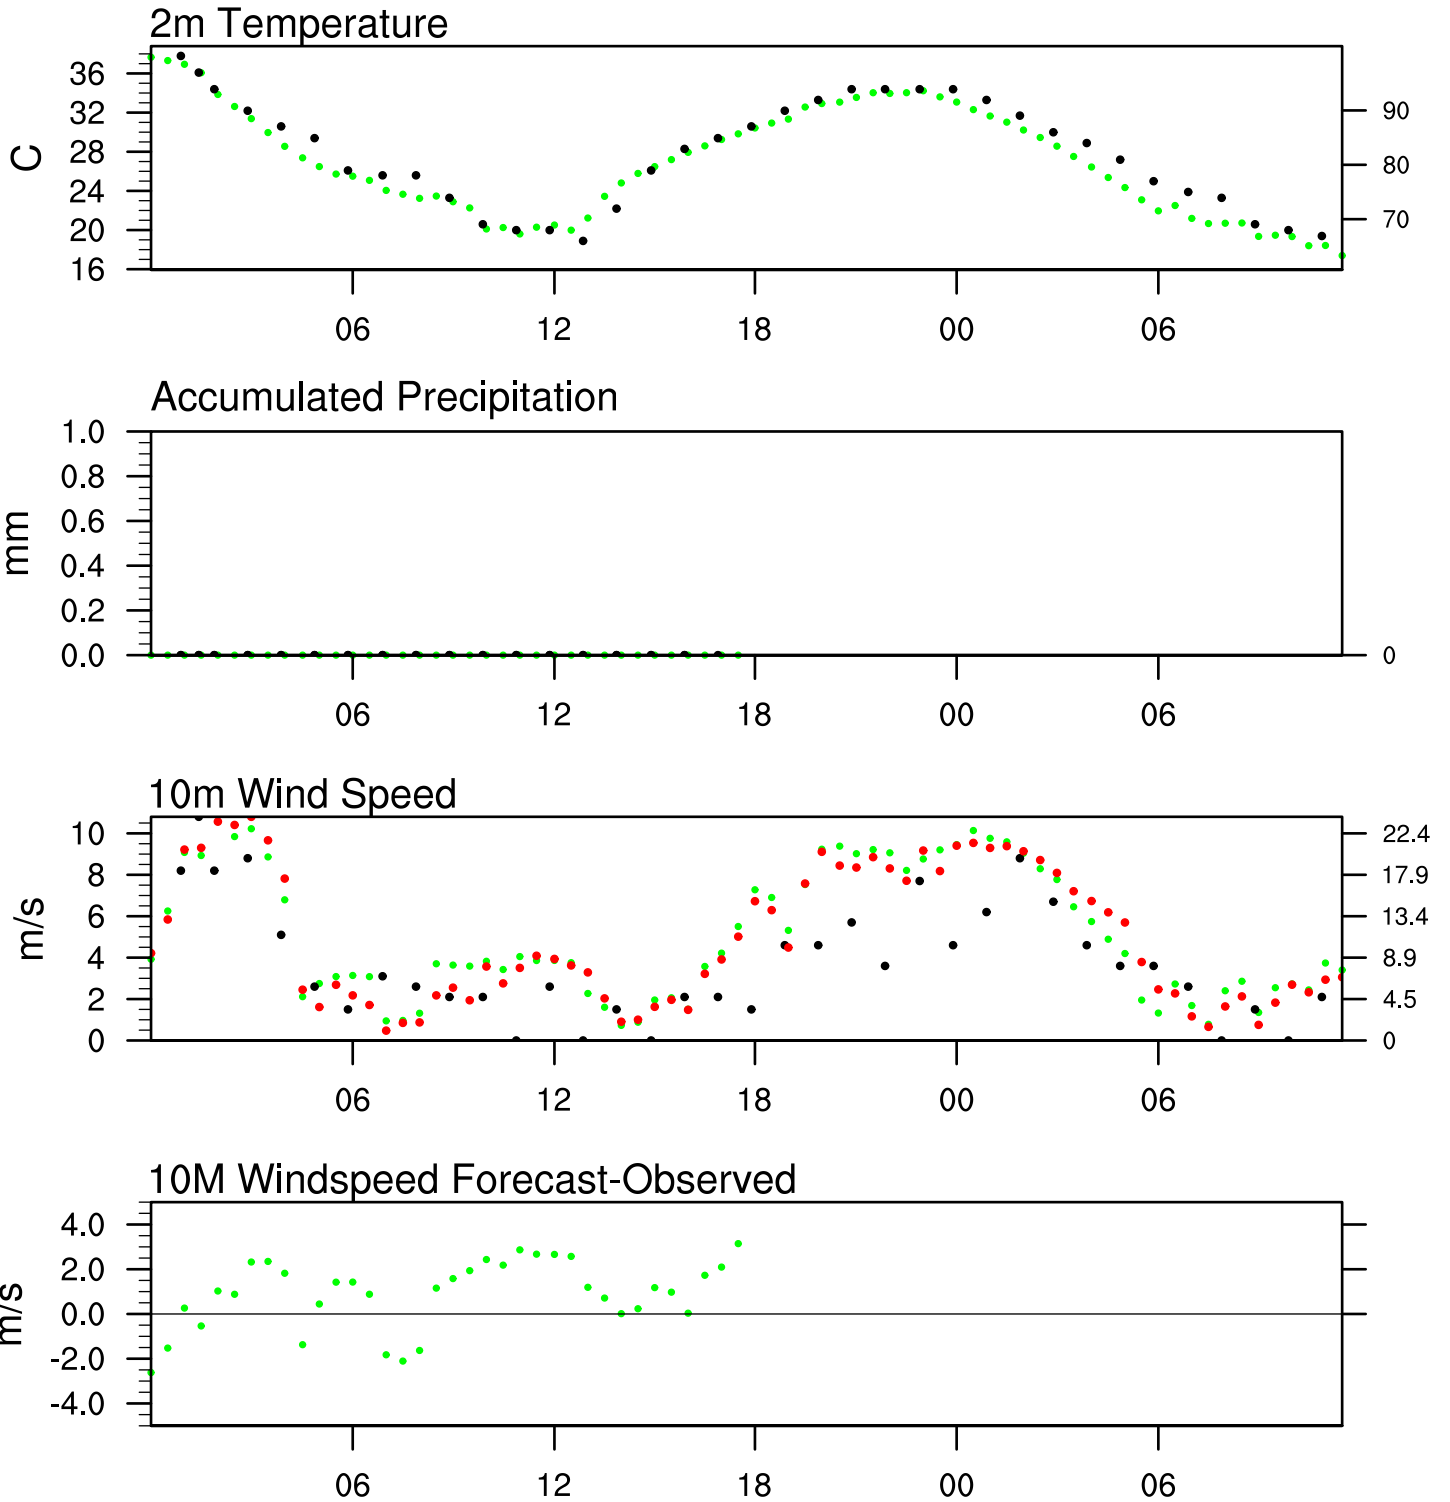 2m Temperature
36
32
28
24
20
16
C
90
80
70
06 12 18 00 06
Accumulated Precipitation
1.0
0.8
0.6
0.4
0.2
0.0
mm
0
06 12 18 00 06
10m Wind Speed
10
8
6
4
2
0
m/s
22.4
17.9
13.4
8.9
4.5
0
06 12 18 00 06
10M Windspeed Forecast-Observed
4.0
2.0
0.0
-2.0
-4.0
m/s
06 12 18 00 06